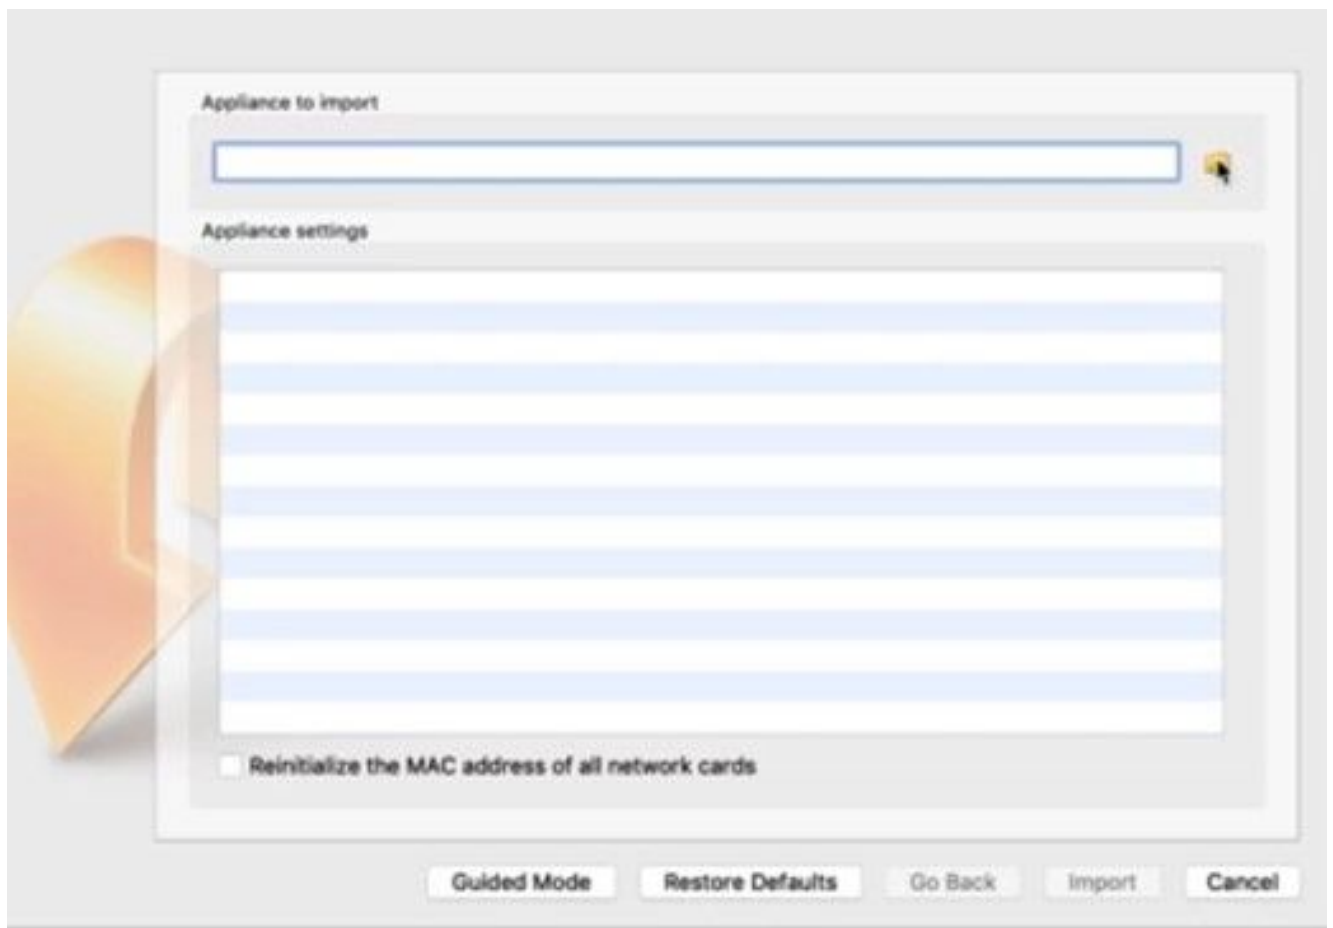 Appliance to import
Appliance settings
Reinitialize the MAC address of all network cards
Guided Mode
Restore Defaults
Go Back
Import
Cancel